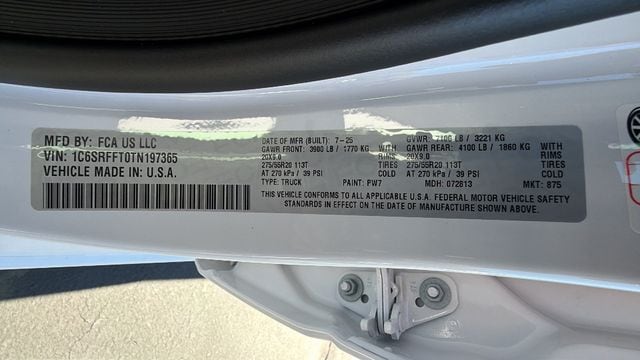 MFD BY: FCA US LLC
VIN: 1C6SRFFT0TN197365
VEHICLE MADE IN: U.S.A.
DATE OF MFR (BUILT): 7-25
GAWR FRONT: 3900 LB / 1770 KG WITH
20X9.0 RIMS
275/55R20 113T TIRES
AT 270 kPa / 39 PSI COLD
TYPE: TRUCK PAINT: PW7
GVWR: 7100 LB / 3221 KG
GAWR REAR: 4100 LB / 1860 KG WITH
20X9.0 RIMS
275/55R20 113T TIRES
AT 270 kPa / 39 PSI COLD
MDH: 072813 MKT: 875
THIS VEHICLE CONFORMS TO ALL APPLICABLE U.S.A. FEDERAL MOTOR VEHICLE SAFETY
STANDARDS IN EFFECT ON THE DATE OF MANUFACTURE SHOWN ABOVE.